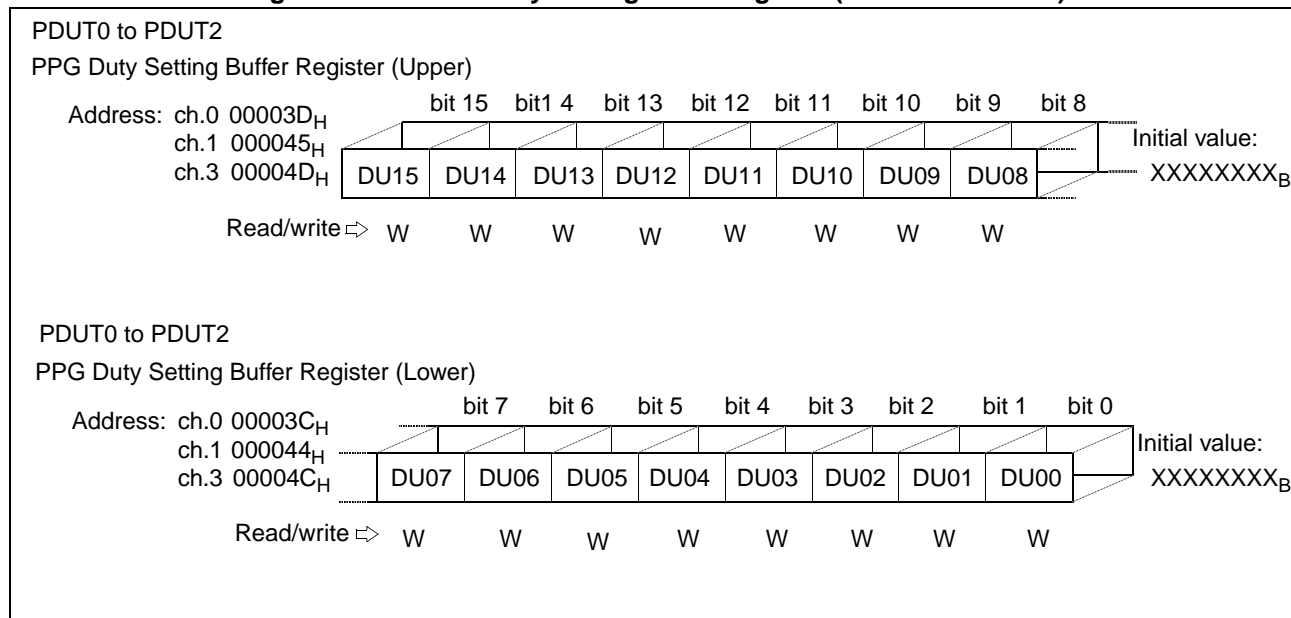 PDUT0 to PDUT2
PPG Duty Setting Buffer Register (Upper)
bit 15 bit1 4 bit 13 bit 12 bit 11 bit 10 bit 9 bit 8
Address: ch.0 00003DH
ch.1 000045H
ch.3 00004DH
Initial value:
DU15 DU14 DU13 DU12 DU11 DU10 DU09 DU08
XXXXXXXXB
Read/write ⇨ W W W W W W W W
PDUT0 to PDUT2
PPG Duty Setting Buffer Register (Lower)
bit 7 bit 6 bit 5 bit 4 bit 3 bit 2 bit 1 bit 0
Address: ch.0 00003CH
ch.1 000044H
ch.3 00004CH
Initial value:
DU07 DU06 DU05 DU04 DU03 DU02 DU01 DU00
XXXXXXXXB
Read/write ⇨ W W W W W W W W